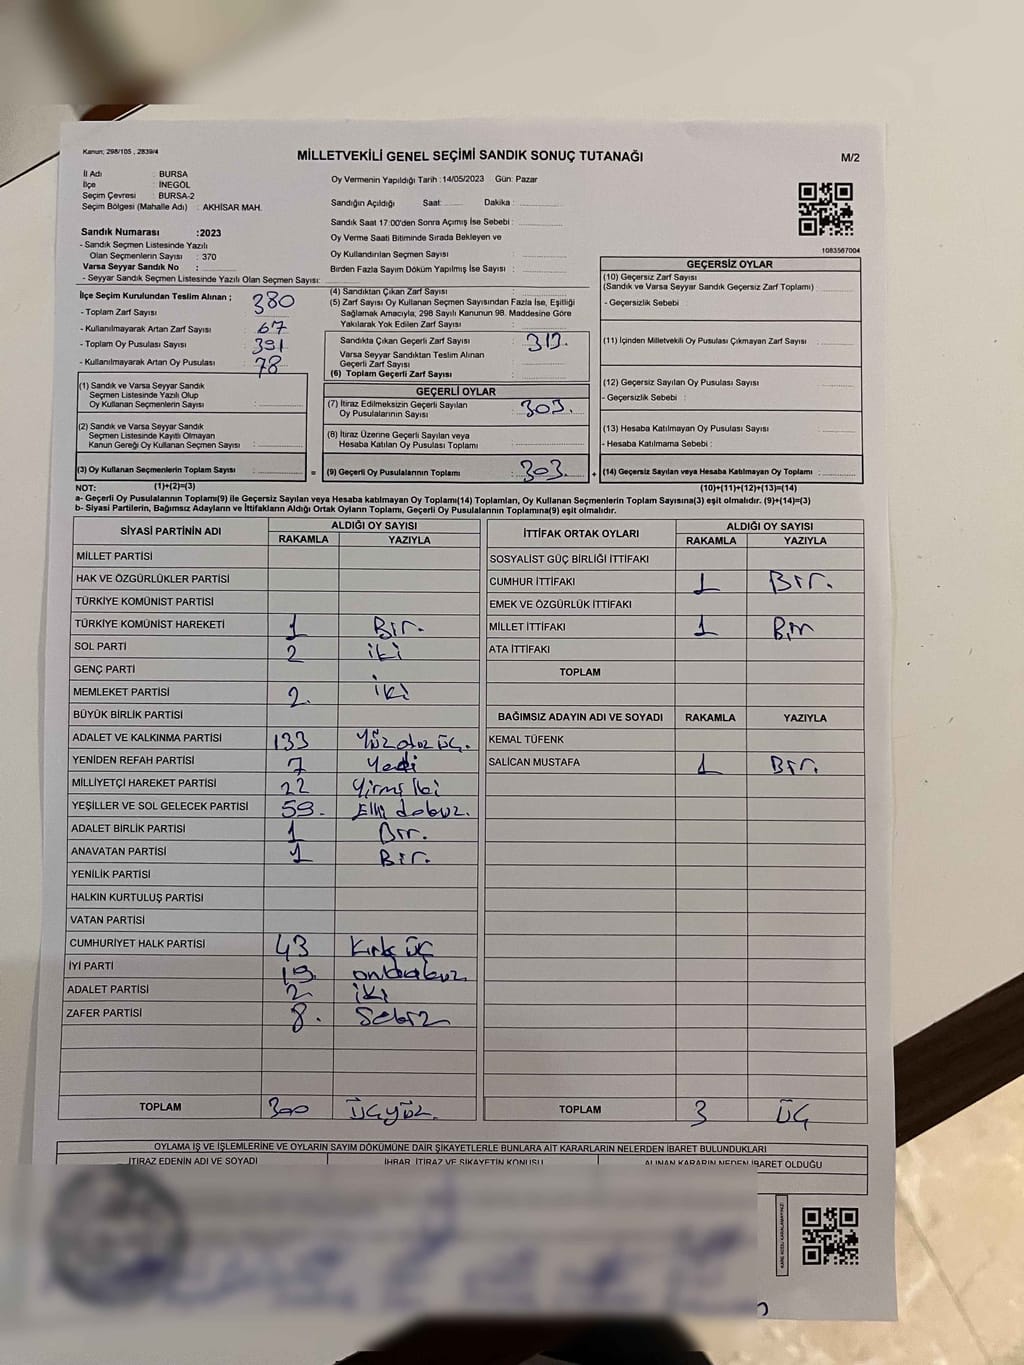 Kanun; 298/105 , 2839/4
MİLLETVEKİLİ GENEL SEÇİMİ SANDIK SONUÇ TUTANAĞI
M/2
İl Adı : BURSA
İlçe : İNEGÖL
Seçim Çevresi : BURSA-2
Seçim Bölgesi (Mahalle Adı) : AKHİSAR MAH.
Sandık Numarası :2023
- Sandık Seçmen Listesinde Yazılı
Olan Seçmenlerin Sayısı : 370
Varsa Seyyar Sandık No :
- Seyyar Sandık Seçmen Listesinde Yazılı Olan Seçmen Sayısı:
Oy Vermenin Yapıldığı Tarih :14/05/2023 Gün: Pazar
Sandığın Açıldığı Saat: Dakika :
Sandık Saat 17:00'den Sonra Açımış İse Sebebi :
Oy Verme Saati Bitiminde Sırada Bekleyen ve
Oy Kullandırılan Seçmen Sayısı :
Birden Fazla Sayım Döküm Yapılmış İse Sayısı :
1083567004
İlçe Seçim Kurulundan Teslim Alınan ;
- Toplam Zarf Sayısı : 380
- Kullanılmayarak Artan Zarf Sayısı : 67
- Toplam Oy Pusulası Sayısı : 391
- Kullanılmayarak Artan Oy Pusulası : 78
(1) Sandık ve Varsa Seyyar Sandık
Seçmen Listesinde Yazılı Olup
Oy Kullanan Seçmenlerin Sayısı :
(2) Sandık ve Varsa Seyyar Sandık
Seçmen Listesinde Kayıtlı Olmayan
Kanun Gereği Oy Kullanan Seçmen Sayısı :
(3) Oy Kullanan Seçmenlerin Toplam Sayısı :
(4) Sandıktan Çıkan Zarf Sayısı :
(5) Zarf Sayısı Oy Kullanan Seçmen Sayısından Fazla İse, Eşitliği
Sağlamak Amacıyla, 298 Sayılı Kanunun 98. Maddesine Göre
Yakılarak Yok Edilen Zarf Sayısı :
Sandıkta Çıkan Geçerli Zarf Sayısı : 313.
Varsa Seyyar Sandıktan Teslim Alınan
Geçerli Zarf Sayısı :
(6) Toplam Geçerli Zarf Sayısı :
GEÇERLİ OYLAR
(7) İtiraz Edilmeksizin Geçerli Sayılan
Oy Pusulalarının Sayısı : 303.
(8) İtiraz Üzerine Geçerli Sayılan veya
Hesaba Katılan Oy Pusulası Toplamı :
= (9) Geçerli Oy Pusulalarının Toplamı : 303. +
GEÇERSİZ OYLAR
(10) Geçersiz Zarf Sayısı
(Sandık ve Varsa Seyyar Sandık Geçersiz Zarf Toplamı) :
- Geçersizlik Sebebi :
(11) İçinden Milletvekili Oy Pusulası Çıkmayan Zarf Sayısı :
(12) Geçersiz Sayılan Oy Pusulası Sayısı :
- Geçersizlik Sebebi :
(13) Hesaba Katılmayan Oy Pusulası Sayısı :
- Hesaba Katılmama Sebebi :
(14) Geçersiz Sayılan veya Hesaba Katılmayan Oy Toplamı :
NOT: (1)+(2)=(3) (10)+(11)+(12)+(13)=(14)
a- Geçerli Oy Pusulalarının Toplamı(9) ile Geçersiz Sayılan veya Hesaba katılmayan Oy Toplamı(14) Toplamları, Oy Kullanan Seçmenlerin Toplam Sayısına(3) eşit olmalıdır. (9)+(14)=(3)
b- Siyasi Partilerin, Bağımsız Adayların ve İttifakların Aldığı Ortak Oyların Toplamı, Geçerli Oy Pusulalarının Toplamına(9) eşit olmalıdır.
SİYASİ PARTİNİN ADI ALDIĞI OY SAYISI
RAKAMLA YAZIYLA
MİLLET PARTİSİ
HAK VE ÖZGÜRLÜKLER PARTİSİ
TÜRKİYE KOMÜNİST PARTİSİ
TÜRKİYE KOMÜNİST HAREKETİ 1 Bir.
SOL PARTİ 2 iki
GENÇ PARTİ
MEMLEKET PARTİSİ 2. iki
BÜYÜK BİRLİK PARTİSİ
ADALET VE KALKINMA PARTİSİ 133 Yüz otuz üç.
YENİDEN REFAH PARTİSİ 7 Yedi
MİLLİYETÇİ HAREKET PARTİSİ 22 Yirmi iki
YEŞİLLER VE SOL GELECEK PARTİSİ 59. Elli dokuz.
ADALET BİRLİK PARTİSİ 1 Bir.
ANAVATAN PARTİSİ 1 Bir.
YENİLİK PARTİSİ
HALKIN KURTULUŞ PARTİSİ
VATAN PARTİSİ
CUMHURİYET HALK PARTİSİ 43 Kırk üç
İYİ PARTİ 19. ondokuz.
ADALET PARTİSİ 2 iki
ZAFER PARTİSİ 8. Sekiz
TOPLAM 300 üçyüz.
İTTİFAK ORTAK OYLARI ALDIĞI OY SAYISI
RAKAMLA YAZIYLA
SOSYALİST GÜÇ BİRLİĞİ İTTİFAKI
CUMHUR İTTİFAKI 1 Bir.
EMEK VE ÖZGÜRLÜK İTTİFAKI
MİLLET İTTİFAKI 1 Bir
ATA İTTİFAKI
TOPLAM
BAĞIMSIZ ADAYIN ADI VE SOYADI RAKAMLA YAZIYLA
KEMAL TÜFENK
SALİCAN MUSTAFA 1 Bir.
TOPLAM 3 üç
OYLAMA İŞ VE İŞLEMLERİNE VE OYLARIN SAYIM DÖKÜMÜNE DAİR ŞİKAYETLERLE BUNLARA AİT KARARLARIN NELERDEN İBARET BULUNDUKLARI
İTİRAZ EDENİN ADI VE SOYADI İHBAR, İTİRAZ VE ŞİKAYETİN KONUSU ALINAN KARARIN NEDEN İBARET OLDUĞU